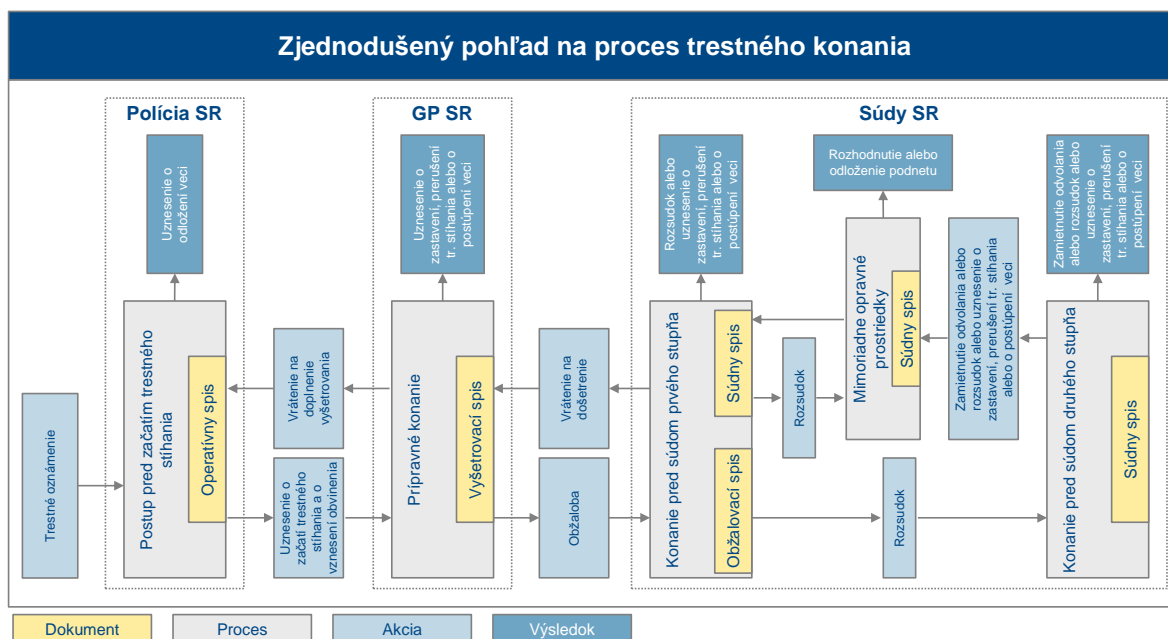 Zjednodušený pohľad na proces trestného konania
Polícia SR
GP SR
Súdy SR
Uznesenie o
odložení veci
Uznesenie o
zastavení, prerušení
tr. stíhania alebo o
postúpení veci
Rozsudok alebo
uznesenie o
zastavení, prerušení
tr. stíhania alebo o
postúpení veci
Rozhodnutie alebo
odloženie podnetu
Zamietnutie odvolania
alebo rozsudok alebo
uznesenie o
zastavení, prerušení
tr. stíhania alebo o
postúpení veci
Trestné oznámenie
Postup pred začatím trestného
stíhania
Operatívny spis
Vrátenie na
doplnenie
vyšetrovania
Uznesenie o
začatí trestného
stíhania a o
vznesení obvinenia
Prípravné konanie
Vyšetrovací spis
Vrátenie na
došetrenie
Obžaloba
Konanie pred súdom prvého stupňa
Súdny spis
Obžalovací spis
Rozsudok
Mimoriadne opravné
prostriedky
Súdny spis
Zamietnutie odvolania alebo
rozsudok alebo uznesenie o
zastavení, prerušení tr. stíhania
alebo o postúpení veci
Rozsudok
Konanie pred súdom druhého stupňa
Súdny spis
Dokument
Proces
Akcia
Výsledok